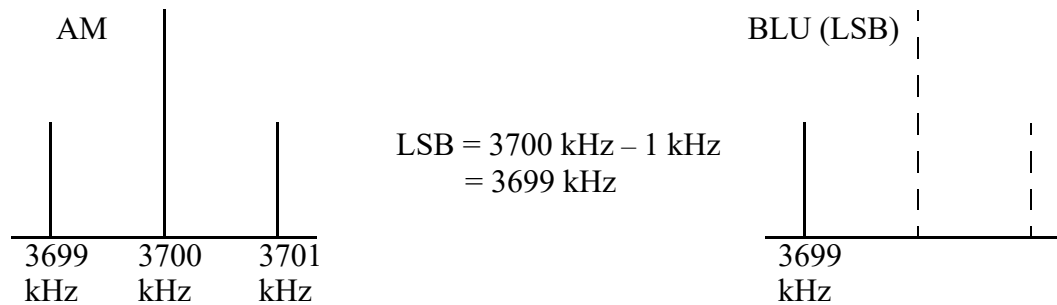 AM
BLU (LSB)
LSB = 3700 kHz – 1 kHz
= 3699 kHz
3699
kHz
3700
kHz
3701
kHz
3699
kHz